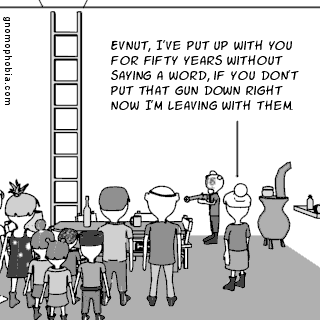 gnomophobia.com
EVNUT, I'VE PUT UP WITH YOU
FOR FIFTY YEARS WITHOUT
SAYING A WORD, IF YOU DON'T
PUT THAT GUN DOWN RIGHT
NOW I'M LEAVING WITH THEM.